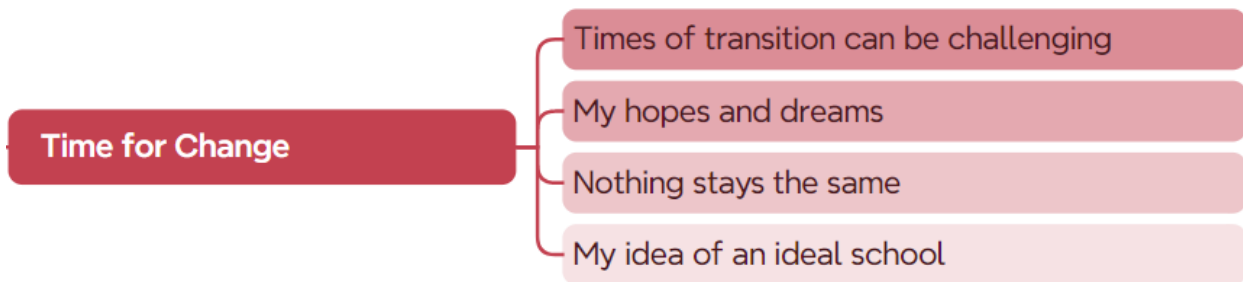 Time for Change
Times of transition can be challenging
My hopes and dreams
Nothing stays the same
My idea of an ideal school